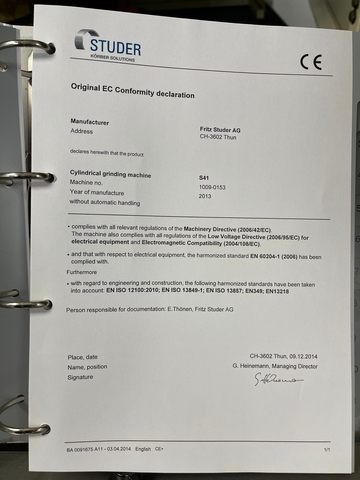 STUDER
KÖRBER SOLUTIONS
CE
Original EC Conformity declaration
Manufacturer
Address
Fritz Studer AG
CH-3602 Thun
declares herewith that the product
Cylindrical grinding machine S41
Machine no. 1009-0153
Year of manufacture 2013
without automatic handling
• complies with all relevant regulations of the Machinery Directive (2006/42/EC).
The machine also complies with all regulations of the Low Voltage Directive (2006/95/EC) for
electrical equipment and Electromagnetic Compatibility (2004/108/EC).
• and that with respect to electrical equipment, the harmonized standard EN 60204-1 (2006) has been
complied with.
Furthermore
• with regard to engineering and construction, the following harmonized standards have been taken
into account: EN ISO 12100:2010; EN ISO 13849-1; EN ISO 13857; EN349; EN13218
Person responsible for documentation: E.Thönen, Fritz Studer AG
Place, date CH-3602 Thun, 09.12.2014
Name, position G. Heinemann, Managing Director
Signature
BA 0091675 A11 - 03.04.2014 English CE+ 1/1